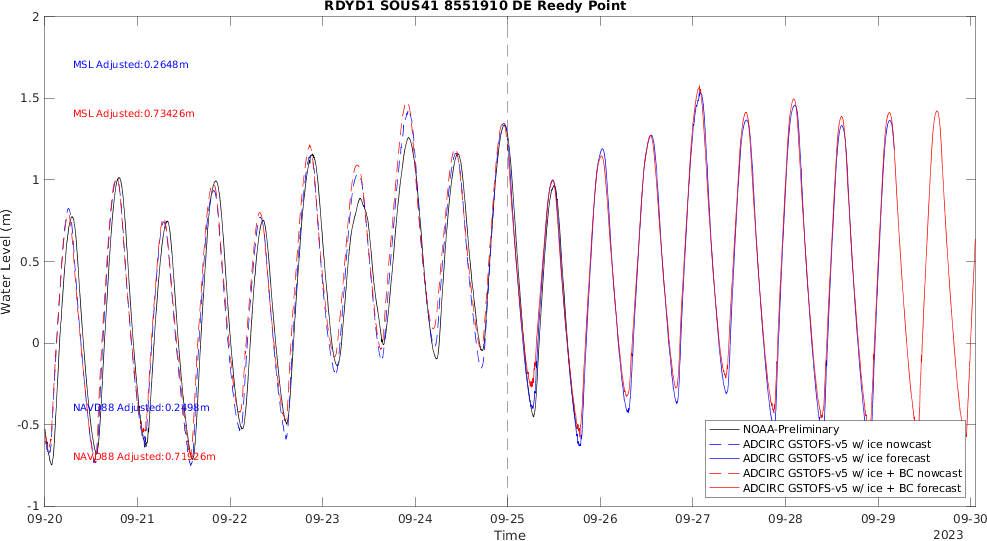 RDYD1 SOUS41 8551910 DE Reedy Point
2
1.5
1
0.5
0
-0.5
-1
Water Level (m)
MSL Adjusted:0.2648m
MSL Adjusted:0.73426m
NAVD88 Adjusted:0.2498m
NAVD88 Adjusted:0.71926m
NOAA-Preliminary
ADCIRC GSTOFS-v5 w/ ice nowcast
ADCIRC GSTOFS-v5 w/ ice forecast
ADCIRC GSTOFS-v5 w/ ice + BC nowcast
ADCIRC GSTOFS-v5 w/ ice + BC forecast
09-20 09-21 09-22 09-23 09-24 09-25 09-26 09-27 09-28 09-29 09-30
Time
2023